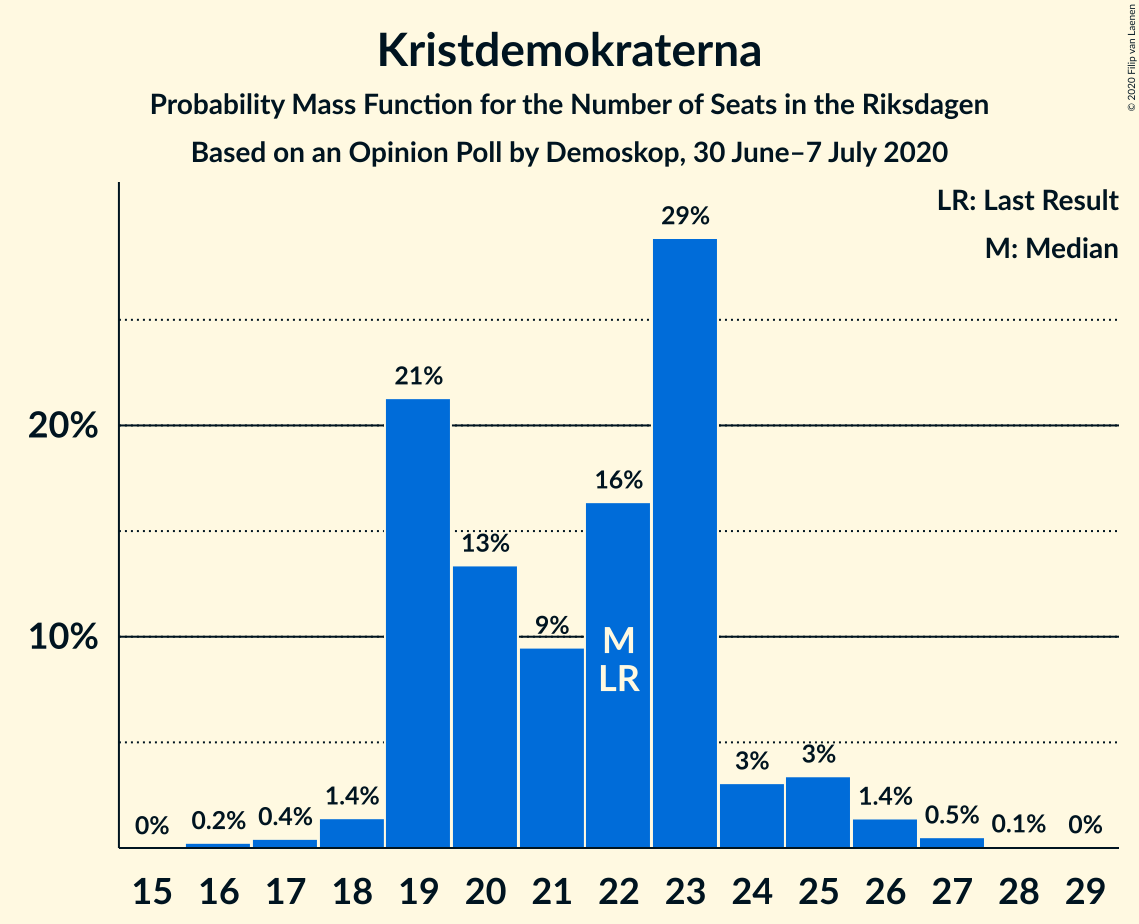 Kristdemokraterna
Probability Mass Function for the Number of Seats in the Riksdagen
Based on an Opinion Poll by Demoskop, 30 June–7 July 2020
© 2020 Filip van Laenen
LR: Last Result
M: Median
29%
21%
20%
16%
13%
9%
10%
M
LR
3%
3%
1.4%
1.4%
0%
0.2%
0.4%
0.5%
0.1%
0%
15 16 17 18 19 20 21 22 23 24 25 26 27 28 29